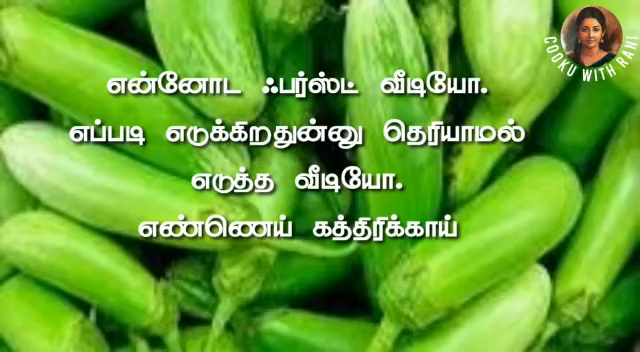 என்னோட ஃபர்ஸ்ட் வீடியோ.
எப்படி எடுக்கிறதுன்னு தெரியாமல்
எடுத்த வீடியோ.
எண்ணெய் கத்திரிக்காய்
COOKU WITH RANI